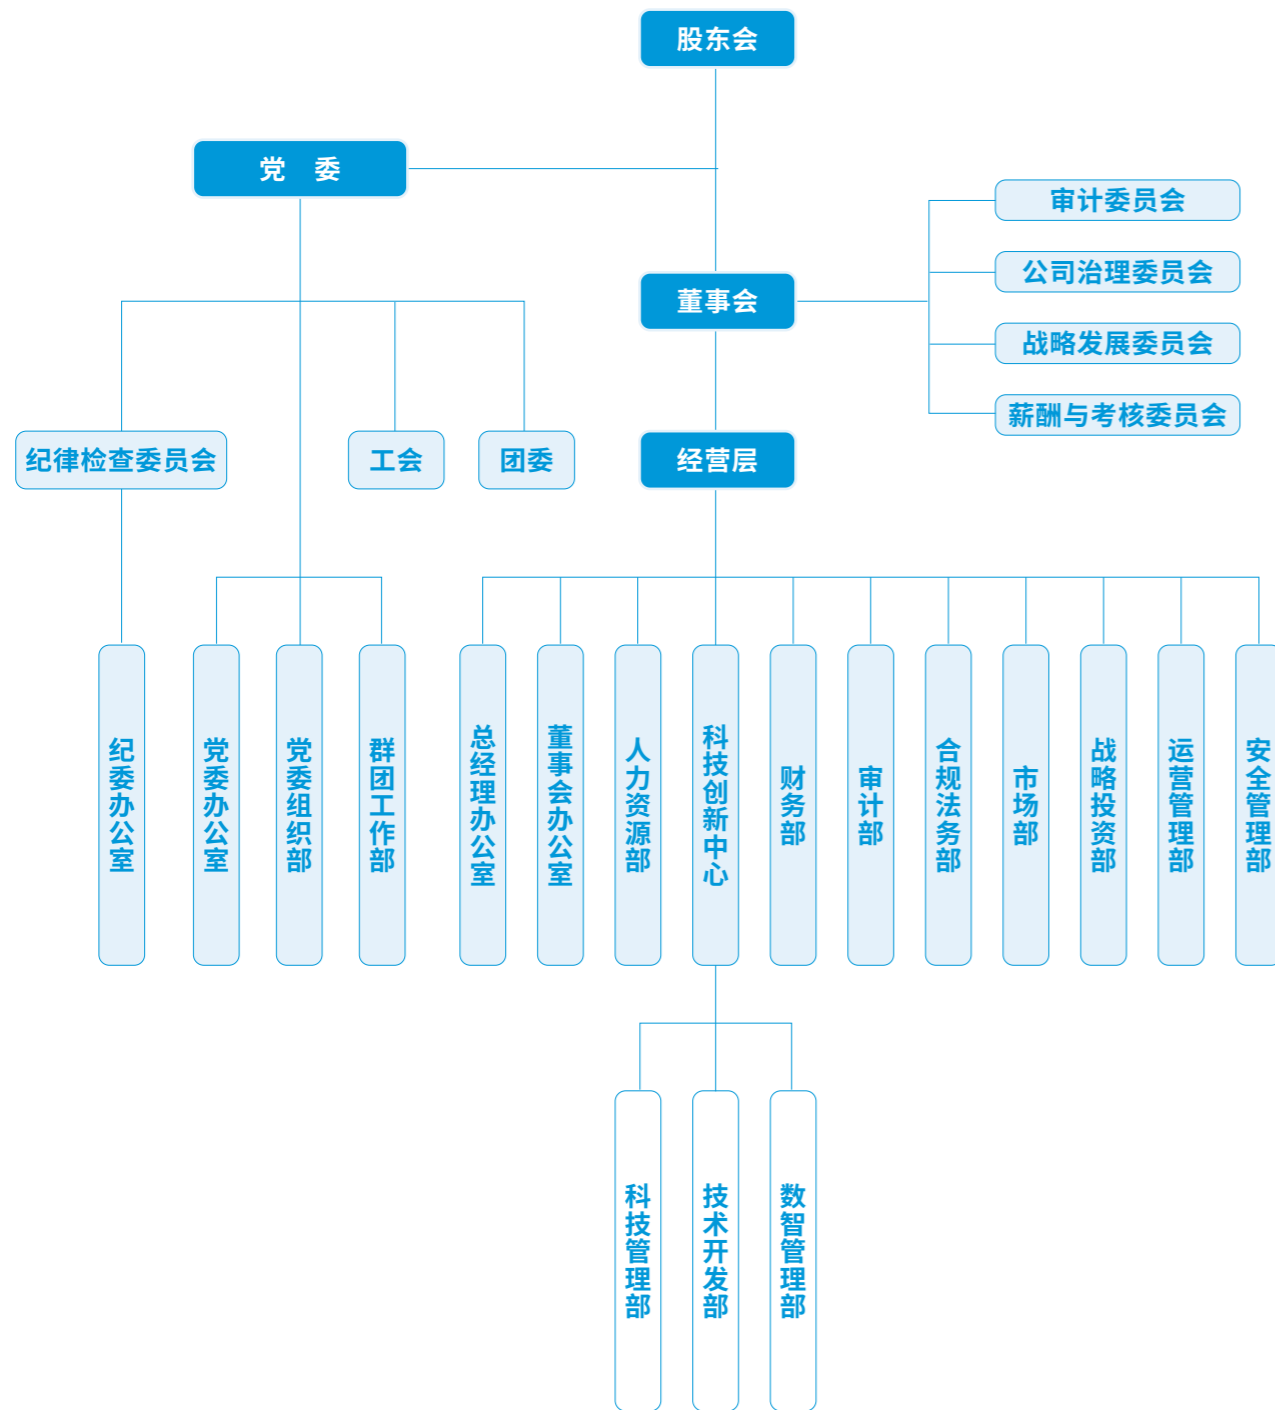 股东会
党 委
审计委员会
公司治理委员会
董事会
战略发展委员会
薪酬与考核委员会
纪律检查委员会
工会
团委
经营层
纪委办公室
党委办公室
党委组织部
群团工作部
总经理办公室
董事会办公室
人力资源部
科技创新中心
财务部
审计部
合规法务部
市场部
战略投资部
运营管理部
安全管理部
科技管理部
技术开发部
数智管理部